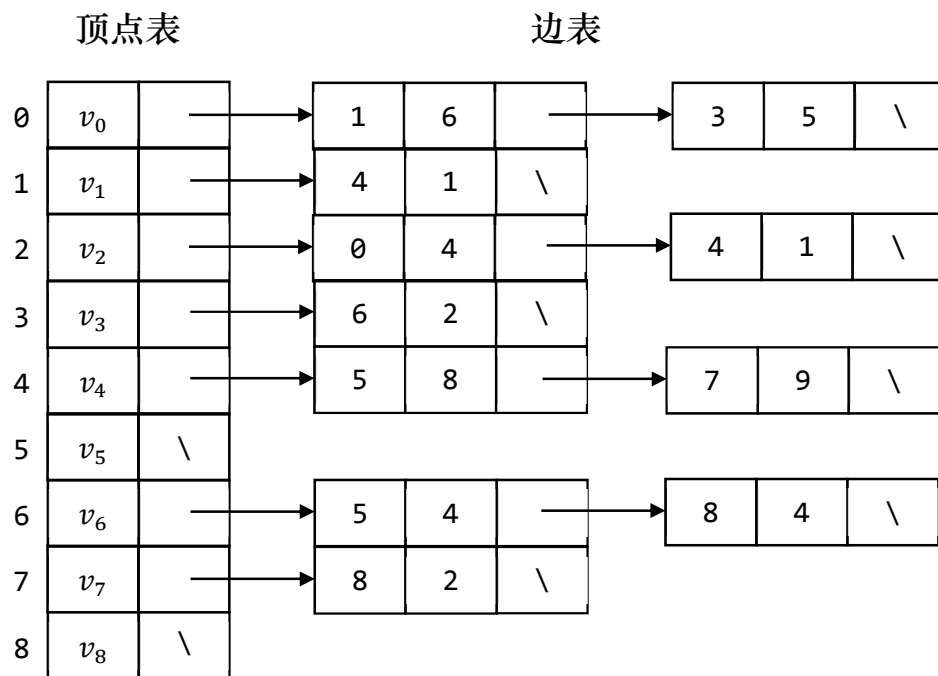 顶点表 边表
0 v₀ 1 6 3 5 \
1 v₁ 4 1 \
2 v₂ 0 4 4 1 \
3 v₃ 6 2 \
4 v₄ 5 8 7 9 \
5 v₅ \
6 v₆ 5 4 8 4 \
7 v₇ 8 2 \
8 v₈ \